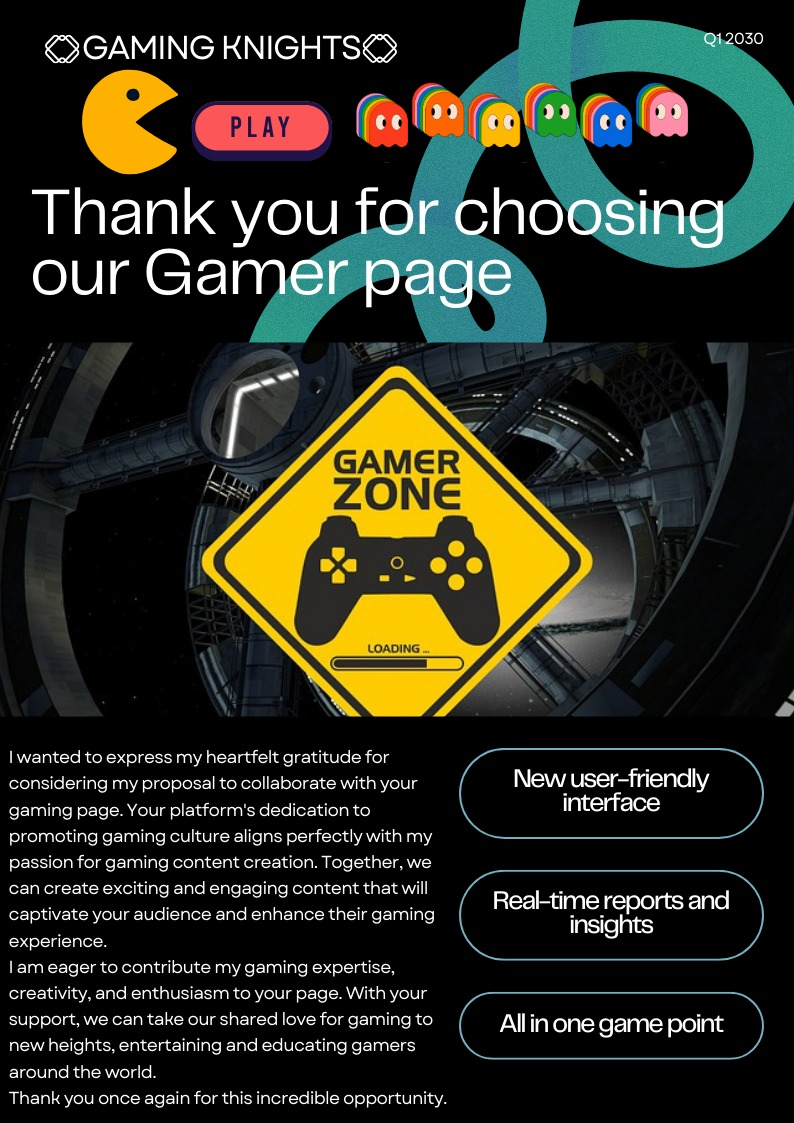 GAMING KNIGHTS
Q1 2030
PLAY
Thank you for choosing
our Gamer page
GAMER
ZONE
LOADING ...
I wanted to express my heartfelt gratitude for
considering my proposal to collaborate with your
gaming page. Your platform's dedication to
promoting gaming culture aligns perfectly with my
passion for gaming content creation. Together, we
can create exciting and engaging content that will
captivate your audience and enhance their gaming
experience.
I am eager to contribute my gaming expertise,
creativity, and enthusiasm to your page. With your
support, we can take our shared love for gaming to
new heights, entertaining and educating gamers
around the world.
Thank you once again for this incredible opportunity.
New user-friendly
interface
Real-time reports and
insights
All in one game point